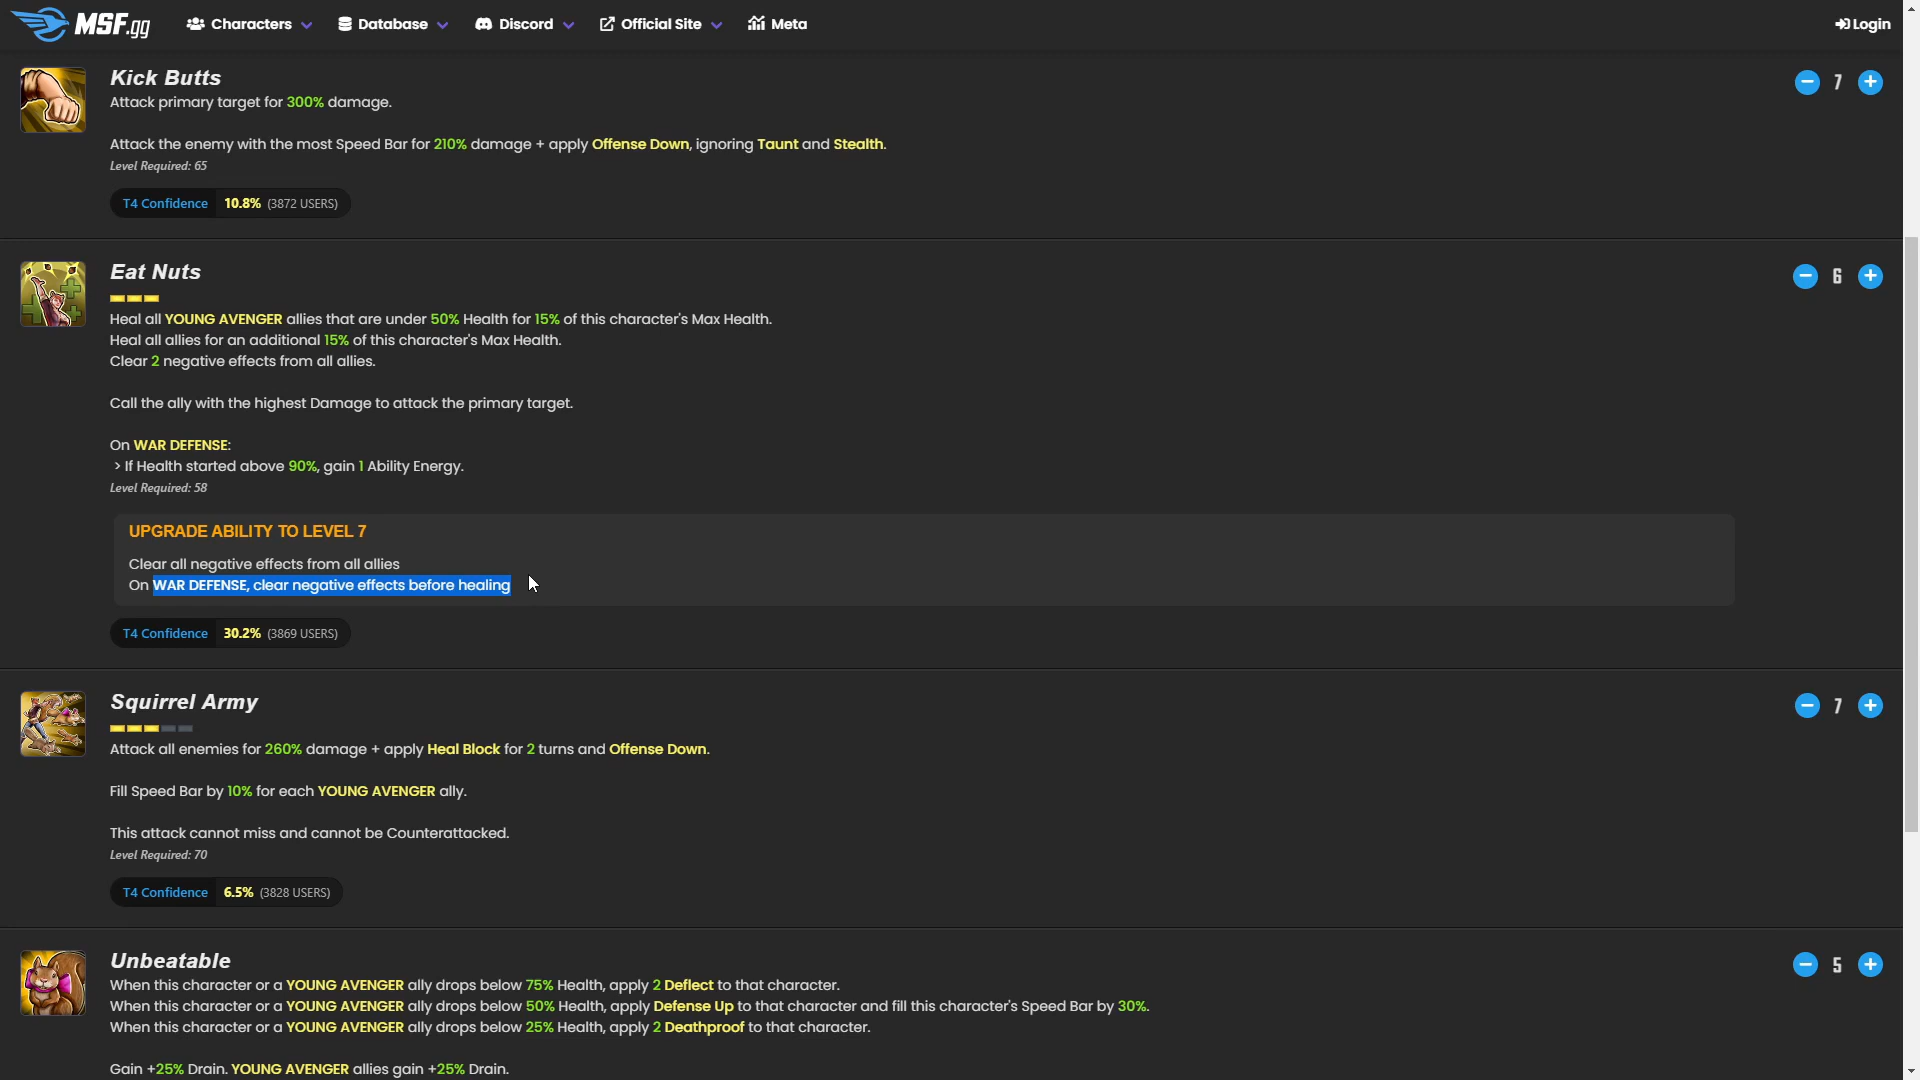 MSF.gg
Characters
Database
Discord
Official Site
Meta
Login
Kick Butts
7
Attack primary target for 300% damage.
Attack the enemy with the most Speed Bar for 210% damage + apply Offense Down, ignoring Taunt and Stealth.
Level Required: 65
T4 Confidence 10.8% (3872 USERS)
Eat Nuts
6
Heal all YOUNG AVENGER allies that are under 50% Health for 15% of this character's Max Health.
Heal all allies for an additional 15% of this character's Max Health.
Clear 2 negative effects from all allies.
Call the ally with the highest Damage to attack the primary target.
On WAR DEFENSE:
> If Health started above 90%, gain 1 Ability Energy.
Level Required: 58
UPGRADE ABILITY TO LEVEL 7
Clear all negative effects from all allies
On WAR DEFENSE, clear negative effects before healing
T4 Confidence 30.2% (3869 USERS)
Squirrel Army
7
Attack all enemies for 260% damage + apply Heal Block for 2 turns and Offense Down.
Fill Speed Bar by 10% for each YOUNG AVENGER ally.
This attack cannot miss and cannot be Counterattacked.
Level Required: 70
T4 Confidence 6.5% (3828 USERS)
Unbeatable
5
When this character or a YOUNG AVENGER ally drops below 75% Health, apply 2 Deflect to that character.
When this character or a YOUNG AVENGER ally drops below 50% Health, apply Defense Up to that character and fill this character's Speed Bar by 30%.
When this character or a YOUNG AVENGER ally drops below 25% Health, apply 2 Deathproof to that character.
Gain +25% Drain. YOUNG AVENGER allies gain +25% Drain.